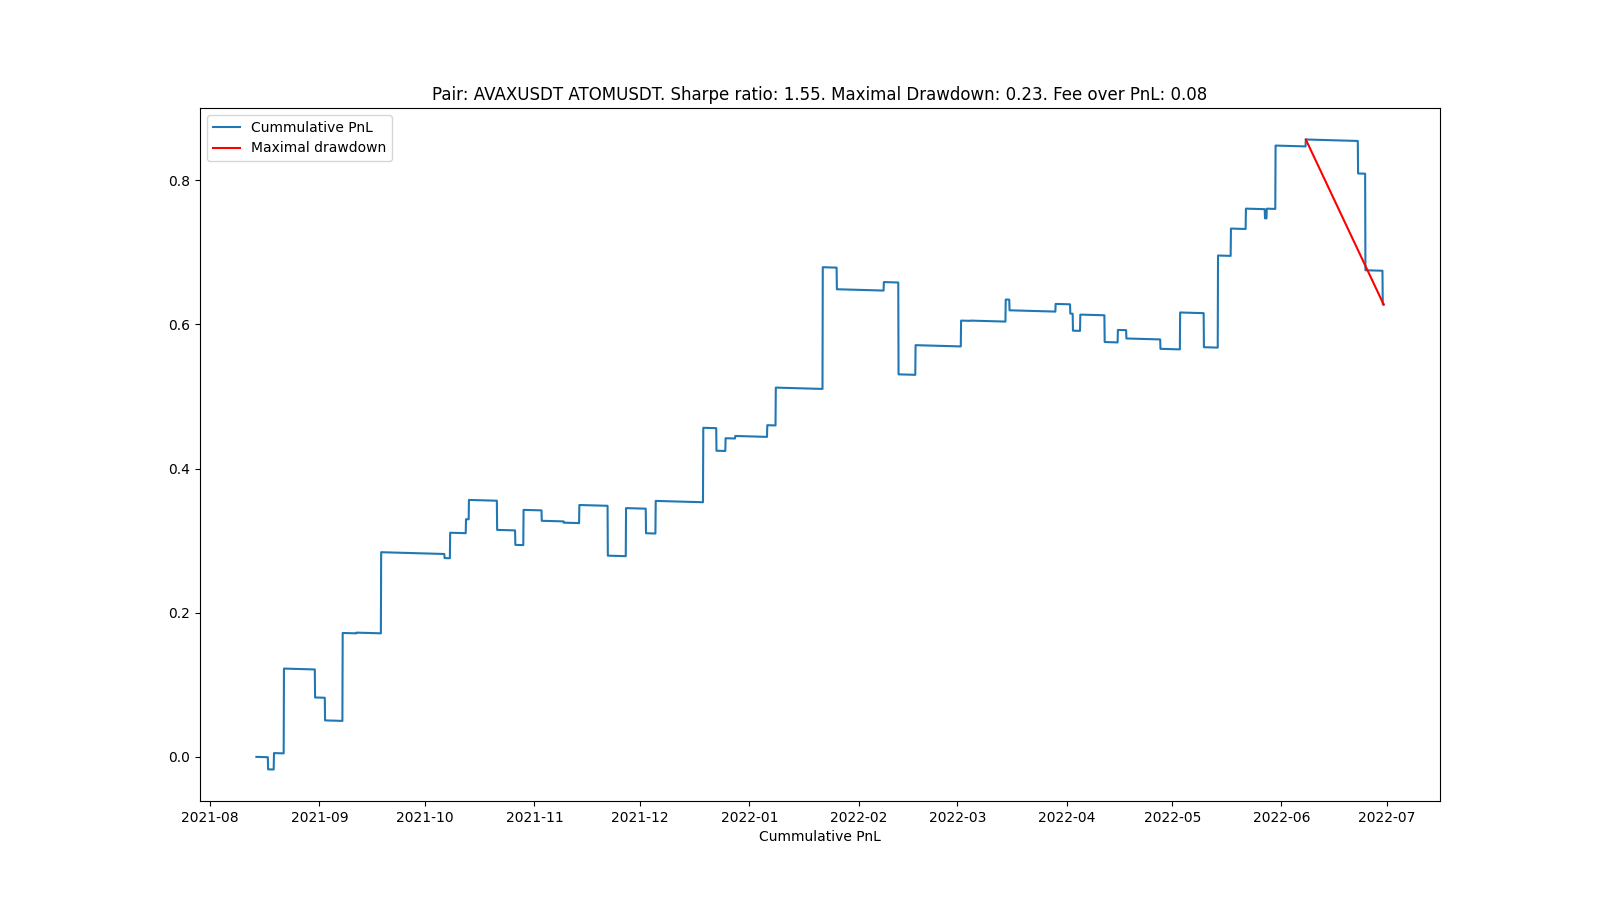 Pair: AVAXUSDT ATOMUSDT. Sharpe ratio: 1.55. Maximal Drawdown: 0.23. Fee over PnL: 0.08
Cummulative PnL
Maximal drawdown
0.8
0.6
0.4
0.2
0.0
2021-08 2021-09 2021-10 2021-11 2021-12 2022-01 2022-02 2022-03 2022-04 2022-05 2022-06 2022-07
Cummulative PnL